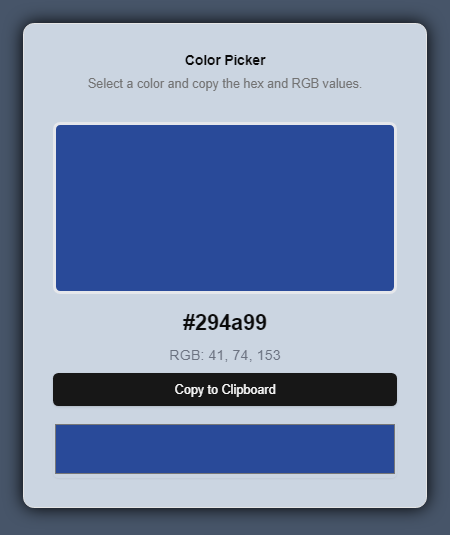 Color Picker
Select a color and copy the hex and RGB values.
#294a99
RGB: 41, 74, 153
Copy to Clipboard